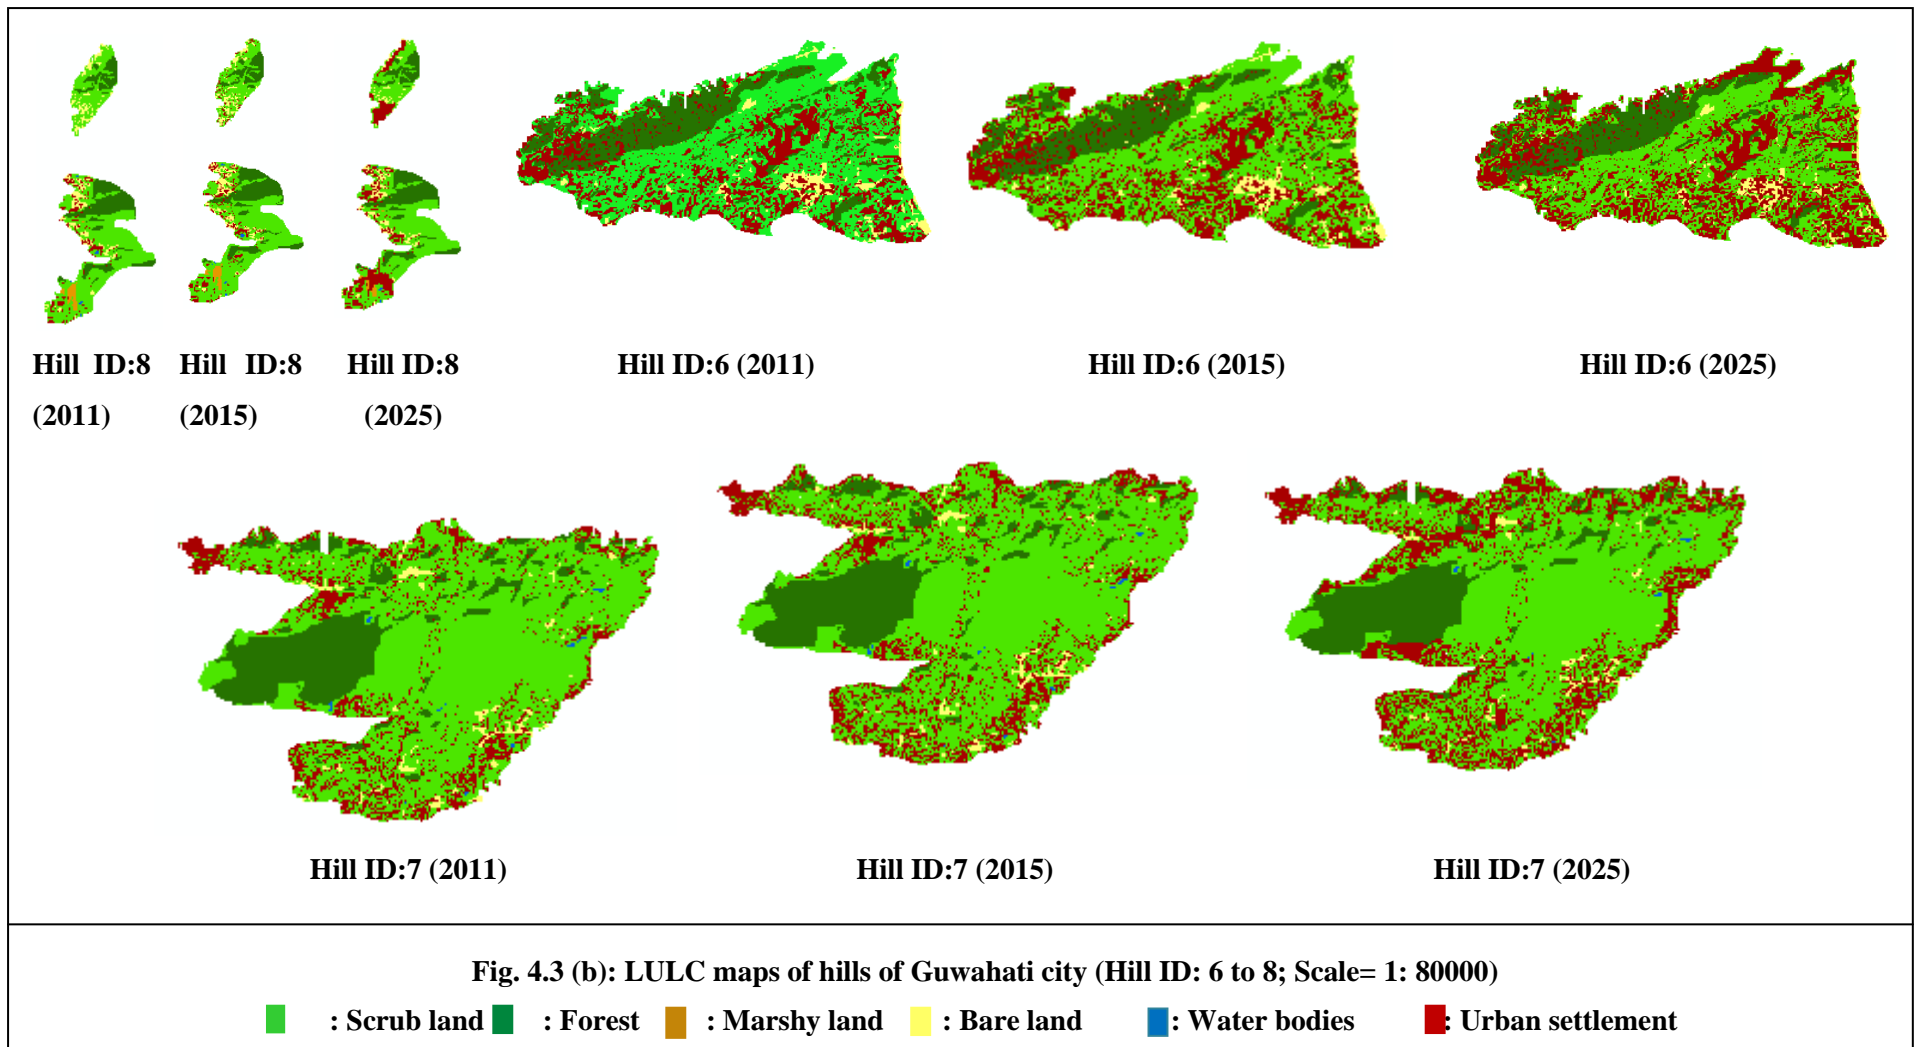 Hill ID:8 (2011)
Hill ID:8 (2015)
Hill ID:8 (2025)
Hill ID:6 (2011)
Hill ID:6 (2015)
Hill ID:6 (2025)
Hill ID:7 (2011)
Hill ID:7 (2015)
Hill ID:7 (2025)
Fig. 4.3 (b): LULC maps of hills of Guwahati city (Hill ID: 6 to 8; Scale= 1: 80000)
: Scrub land : Forest : Marshy land : Bare land : Water bodies : Urban settlement